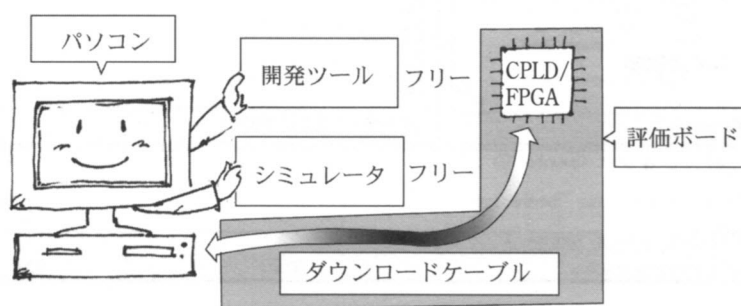 パソコン
開発ツール フリー
CPLD/
FPGA
評価ボード
シミュレータ フリー
ダウンロードケーブル